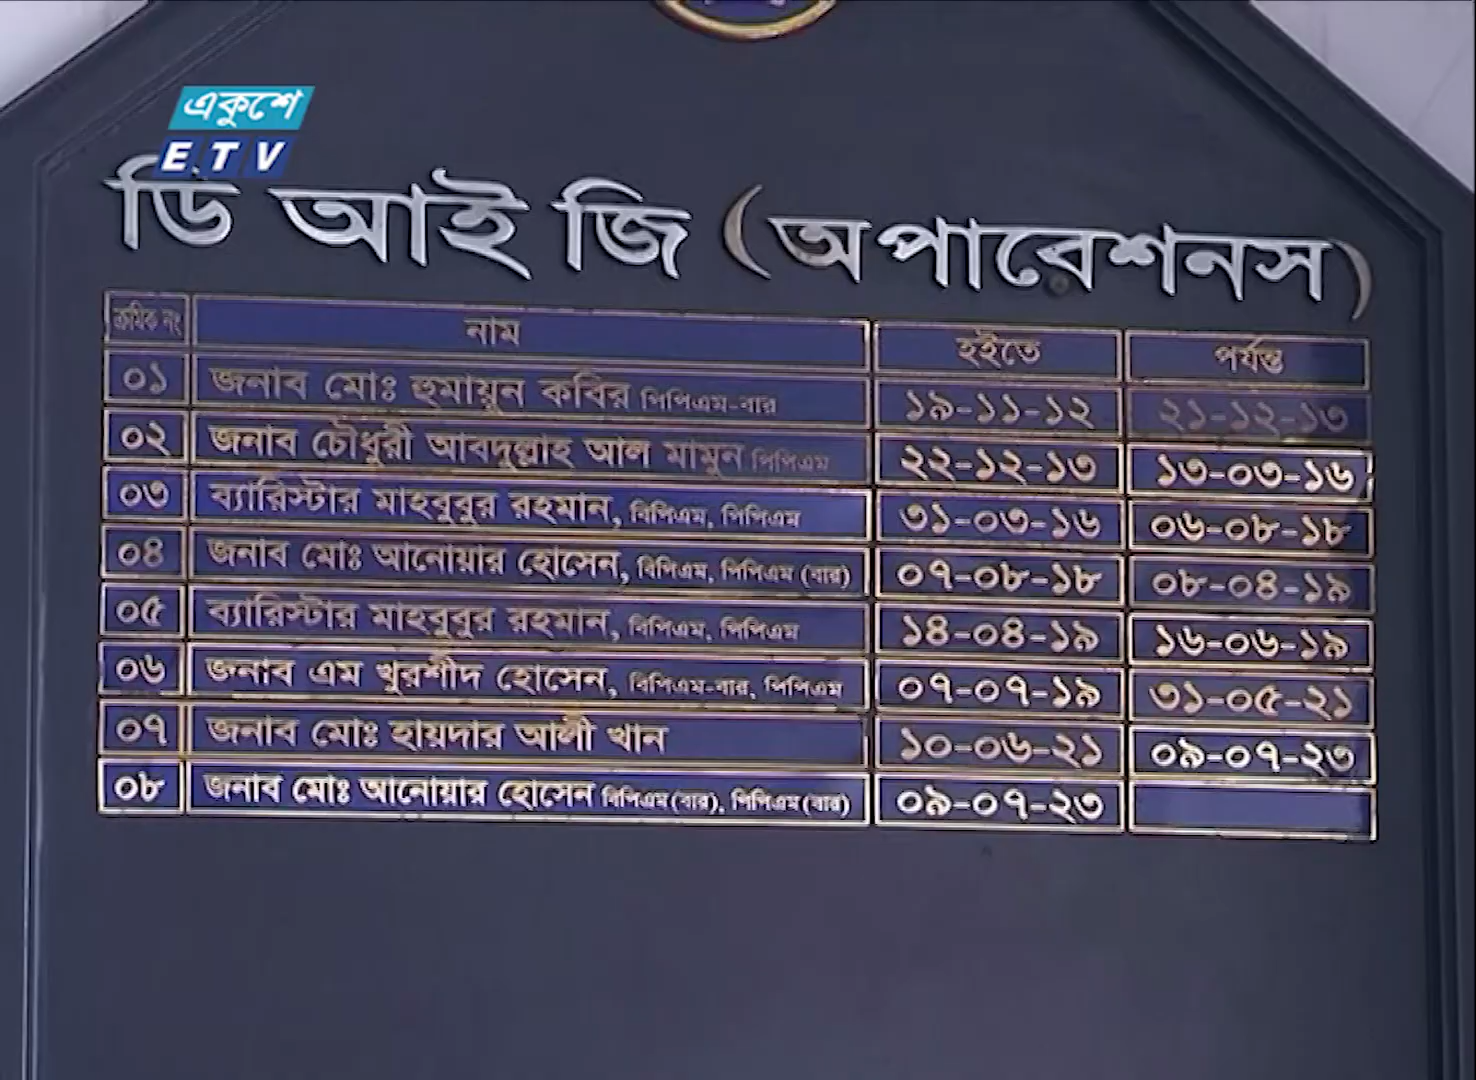 একুশে
ETV
ডি আই জি (অপারেশনস)
ক্রমিক নং নাম হইতে পর্যন্ত
০১ জনাব মোঃ হুমায়ুন কবির পিপিএম-বার ১৯-১১-১২ ২১-১২-১৩
০২ জনাব চৌধুরী আবদুল্লাহ আল মামুন পিপিএম ২২-১২-১৩ ১৩-০৩-১৬
০৩ ব্যারিস্টার মাহবুবুর রহমান, বিপিএম, পিপিএম ৩১-০৩-১৬ ০৬-০৮-১৮
০৪ জনাব মোঃ আনোয়ার হোসেন, বিপিএম, পিপিএম (বার) ০৭-০৮-১৮ ০৮-০৪-১৯
০৫ ব্যারিস্টার মাহবুবুর রহমান, বিপিএম, পিপিএম ১৪-০৪-১৯ ১৬-০৬-১৯
০৬ জনাব এম খুরশীদ হোসেন, বিপিএম-বার, পিপিএম ০৭-০৭-১৯ ৩১-০৫-২১
০৭ জনাব মোঃ হায়দার আলী খান ১০-০৬-২১ ০৯-০৭-২৩
০৮ জনাব মোঃ আনোয়ার হোসেন বিপিএম(বার), পিপিএম(বার) ০৯-০৭-২৩